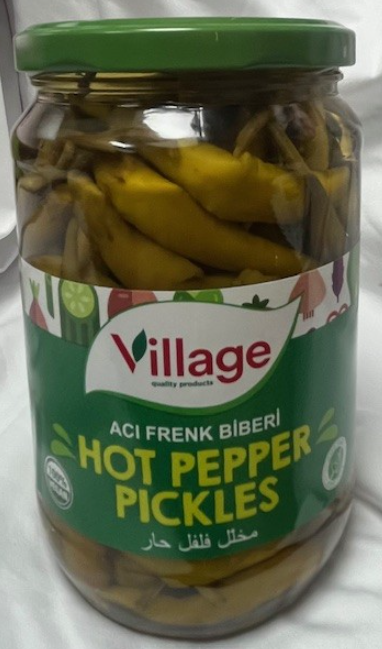 Village
quality products
ACI FRENK BİBERİ
HOT PEPPER
PICKLES
مخلل فلفل حار